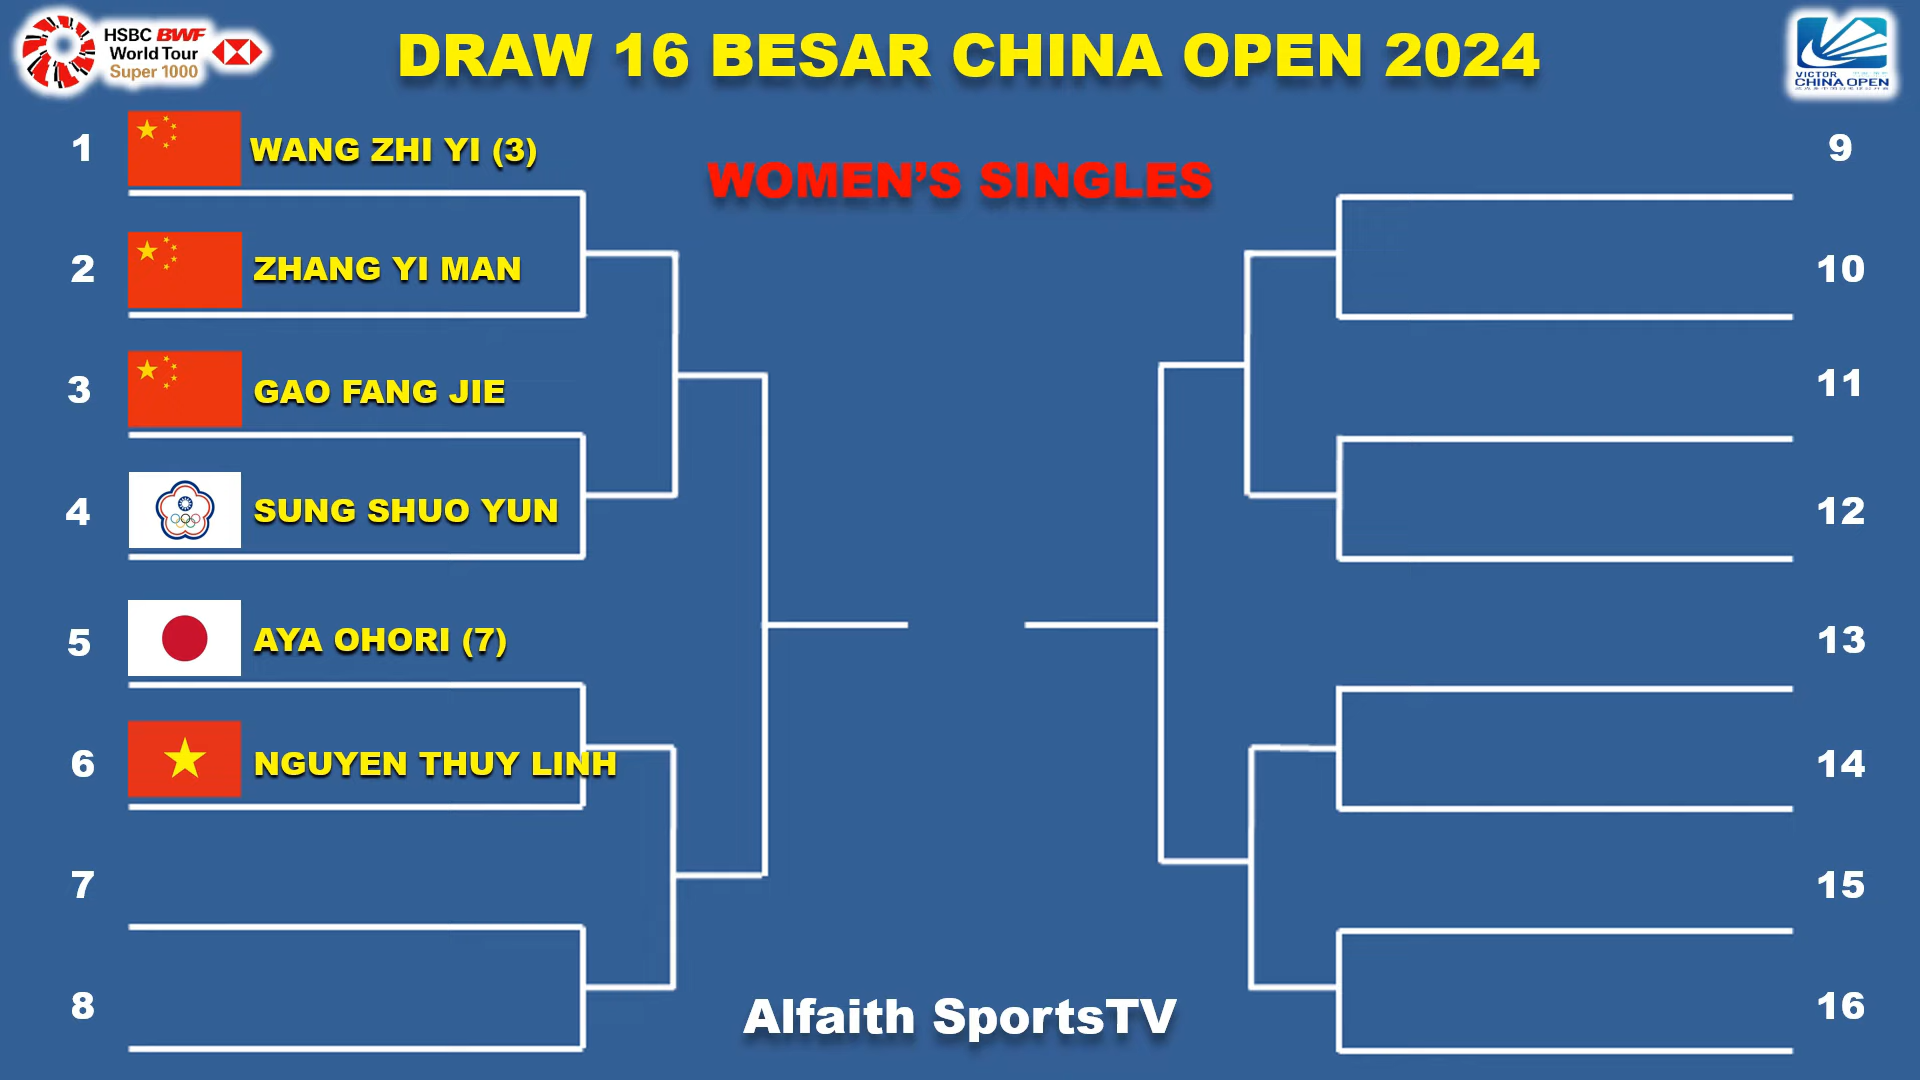 HSBC BWF
World Tour
Super 1000
DRAW 16 BESAR CHINA OPEN 2024
VICTOR
CHINA OPEN
WOMEN'S SINGLES
1 WANG ZHI YI (3)
2 ZHANG YI MAN
3 GAO FANG JIE
4 SUNG SHUO YUN
5 AYA OHORI (7)
6 NGUYEN THUY LINH
7
8
9
10
11
12
13
14
15
16
Alfaith SportsTV